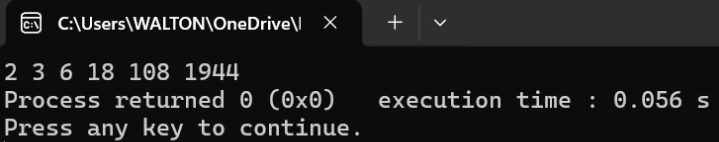 C:\Users\WALTON\OneDrive\I
2 3 6 18 108 1944
Process returned 0 (0x0)   execution time : 0.056 s
Press any key to continue.